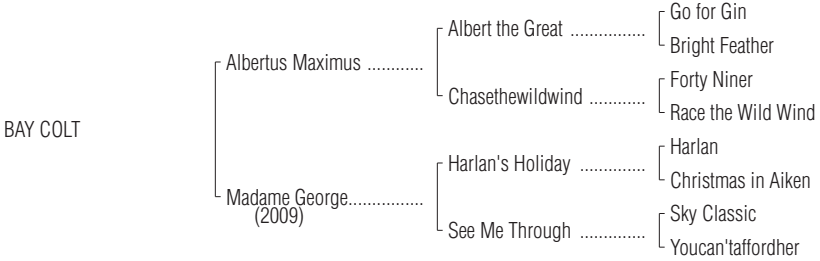 Go for Gin
Albert the Great ................
Bright Feather
Albertus Maximus ............
Forty Niner
Chasethewildwind ............
Race the Wild Wind
BAY COLT
Harlan
Harlan's Holiday ..............
Christmas in Aiken
Madame George................
(2009)
Sky Classic
See Me Through ..............
Youcan'taffordher